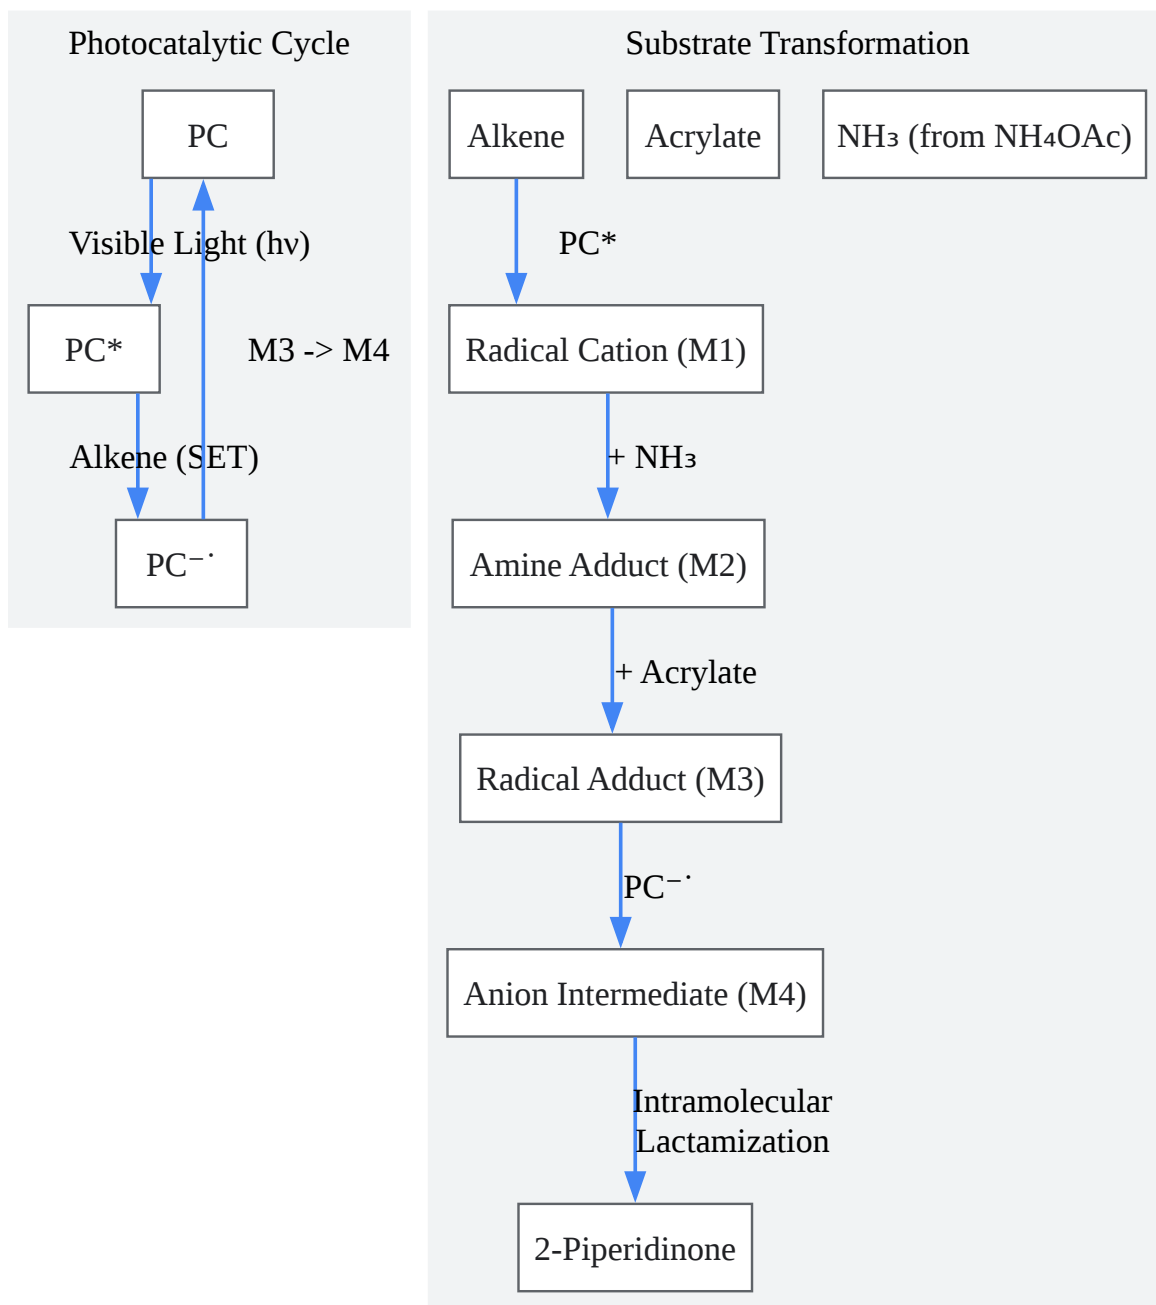 Photocatalytic Cycle
PC
Visible Light (hν)
PC*
M3 -> M4
Alkene (SET)
PC⁻˙
Substrate Transformation
Alkene
Acrylate
NH₃ (from NH₄OAc)
PC*
Radical Cation (M1)
+ NH₃
Amine Adduct (M2)
+ Acrylate
Radical Adduct (M3)
PC⁻˙
Anion Intermediate (M4)
Intramolecular
Lactamization
2-Piperidinone